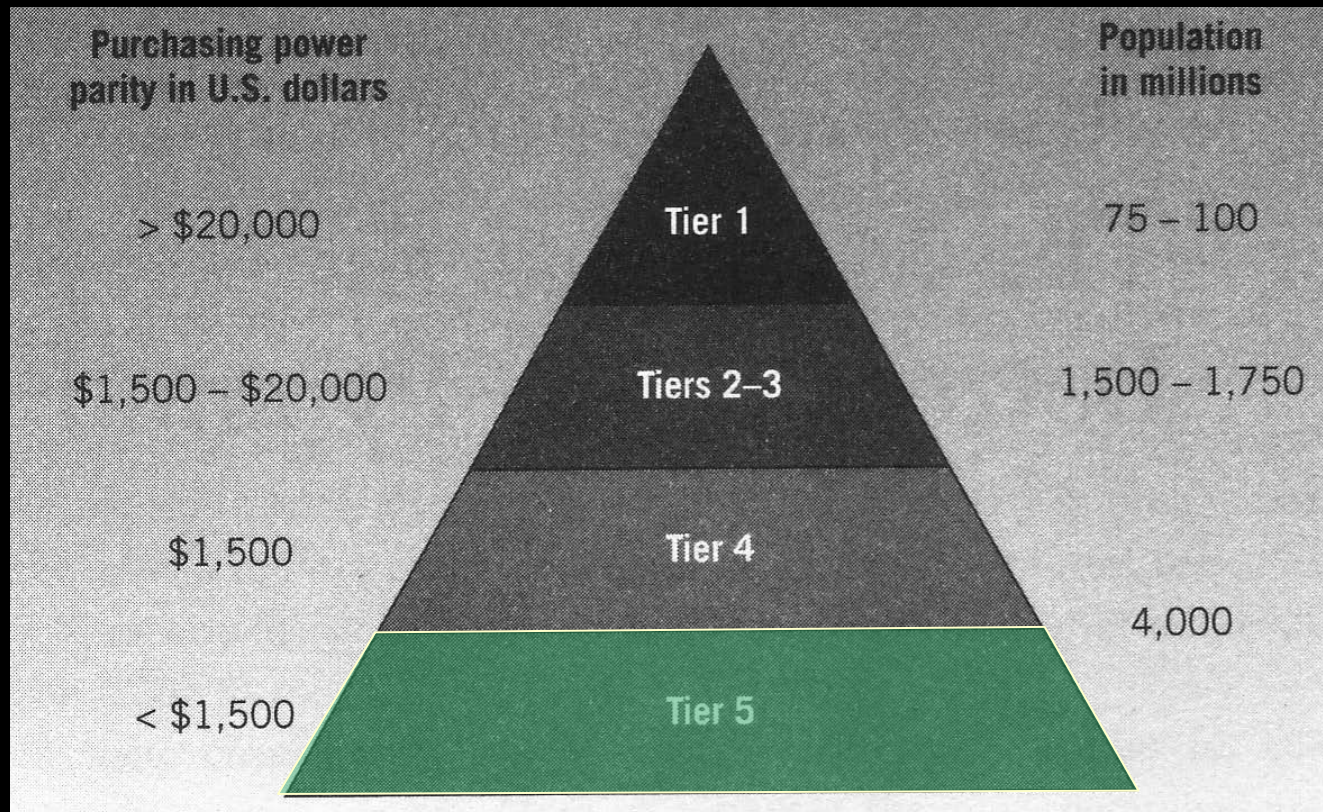 Purchasing power
parity in U.S. dollars
Population
in millions
> $20,000
Tier 1
75 – 100
$1,500 – $20,000
Tiers 2–3
1,500 – 1,750
$1,500
Tier 4
4,000
< $1,500
Tier 5